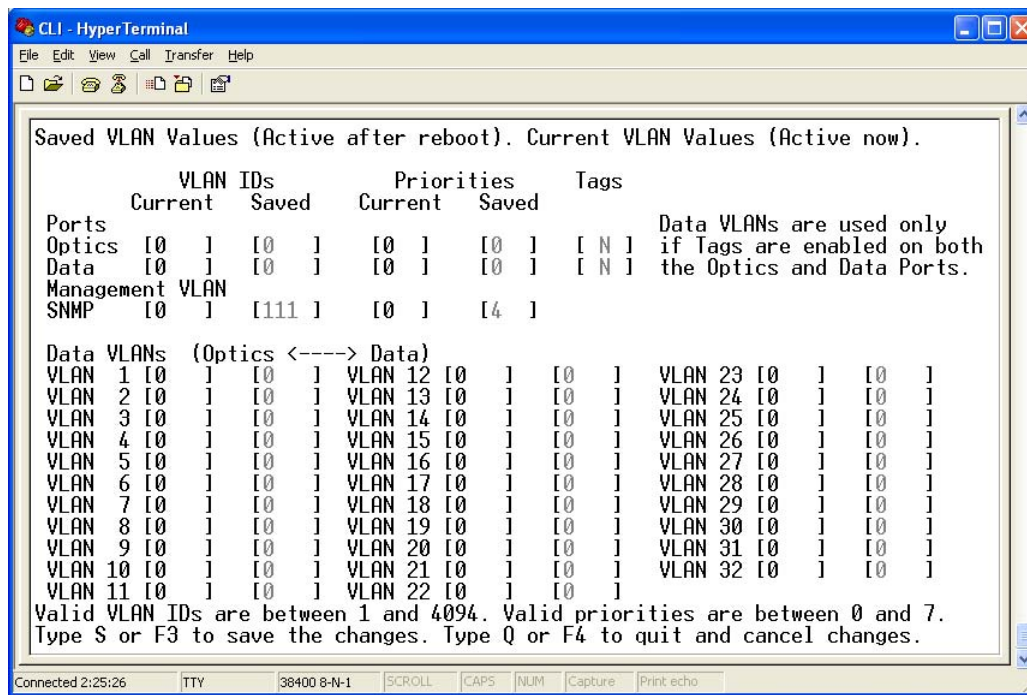 CLI - HyperTerminal
File Edit View Call Transfer Help
Saved VLAN Values (Active after reboot). Current VLAN Values (Active now).
VLAN IDs Priorities Tags
Current Saved Current Saved
Ports Data VLANs are used only
Optics [0 ] [0 ] [0 ] [0 ] [ N ] if Tags are enabled on both
Data [0 ] [0 ] [0 ] [0 ] [ N ] the Optics and Data Ports.
Management VLAN
SNMP [0 ] [111 ] [0 ] [4 ]
Data VLANs (Optics <----> Data)
VLAN 1 [0 ] [0 ] VLAN 12 [0 ] [0 ] VLAN 23 [0 ] [0 ]
VLAN 2 [0 ] [0 ] VLAN 13 [0 ] [0 ] VLAN 24 [0 ] [0 ]
VLAN 3 [0 ] [0 ] VLAN 14 [0 ] [0 ] VLAN 25 [0 ] [0 ]
VLAN 4 [0 ] [0 ] VLAN 15 [0 ] [0 ] VLAN 26 [0 ] [0 ]
VLAN 5 [0 ] [0 ] VLAN 16 [0 ] [0 ] VLAN 27 [0 ] [0 ]
VLAN 6 [0 ] [0 ] VLAN 17 [0 ] [0 ] VLAN 28 [0 ] [0 ]
VLAN 7 [0 ] [0 ] VLAN 18 [0 ] [0 ] VLAN 29 [0 ] [0 ]
VLAN 8 [0 ] [0 ] VLAN 19 [0 ] [0 ] VLAN 30 [0 ] [0 ]
VLAN 9 [0 ] [0 ] VLAN 20 [0 ] [0 ] VLAN 31 [0 ] [0 ]
VLAN 10 [0 ] [0 ] VLAN 21 [0 ] [0 ] VLAN 32 [0 ] [0 ]
VLAN 11 [0 ] [0 ] VLAN 22 [0 ] [0 ]
Valid VLAN IDs are between 1 and 4094. Valid priorities are between 0 and 7.
Type S or F3 to save the changes. Type Q or F4 to quit and cancel changes.
Connected 2:25:26 TTY 38400 8-N-1 SCROLL CAPS NUM Capture Print echo